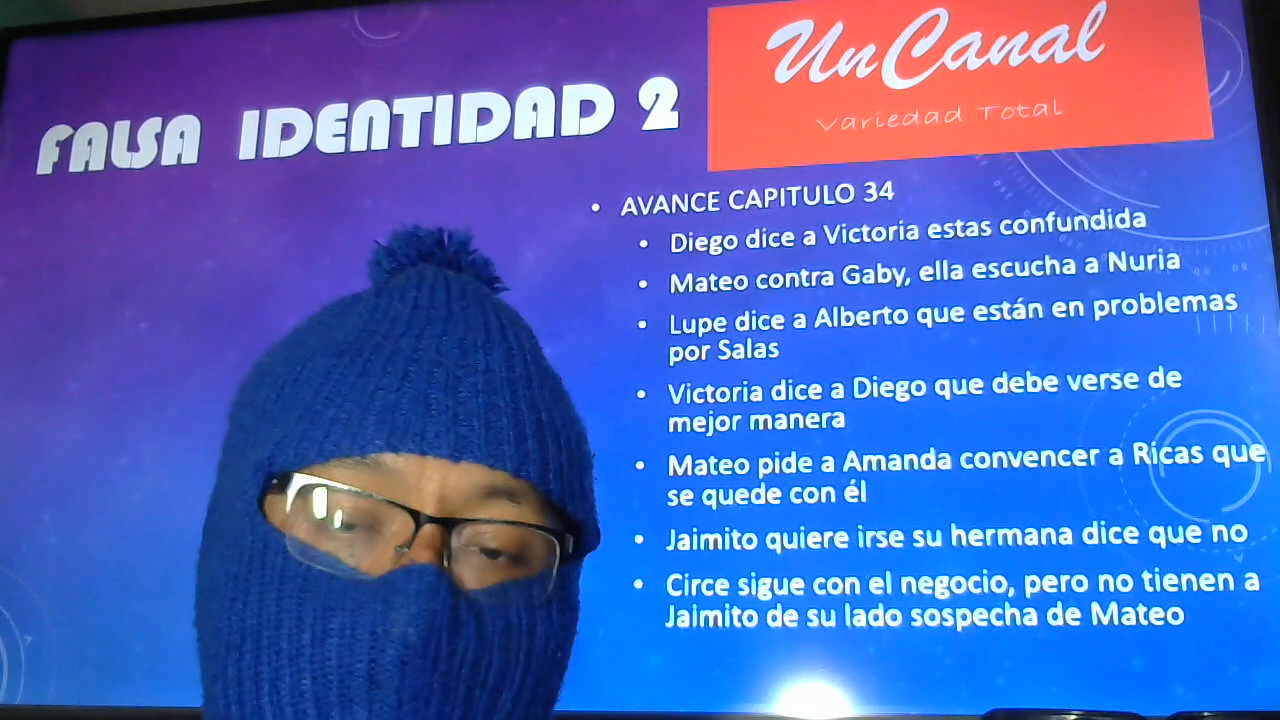 FALSA IDENTIDAD 2
UnCanal
Variedad Total
• AVANCE CAPITULO 34
• Diego dice a Victoria estas confundida
• Mateo contra Gaby, ella escucha a Nuria
• Lupe dice a Alberto que están en problemas
por Salas
• Victoria dice a Diego que debe verse de
mejor manera
• Mateo pide a Amanda convencer a Ricas que
se quede con él
• Jaimito quiere irse su hermana dice que no
• Circe sigue con el negocio, pero no tienen a
Jaimito de su lado sospecha de Mateo